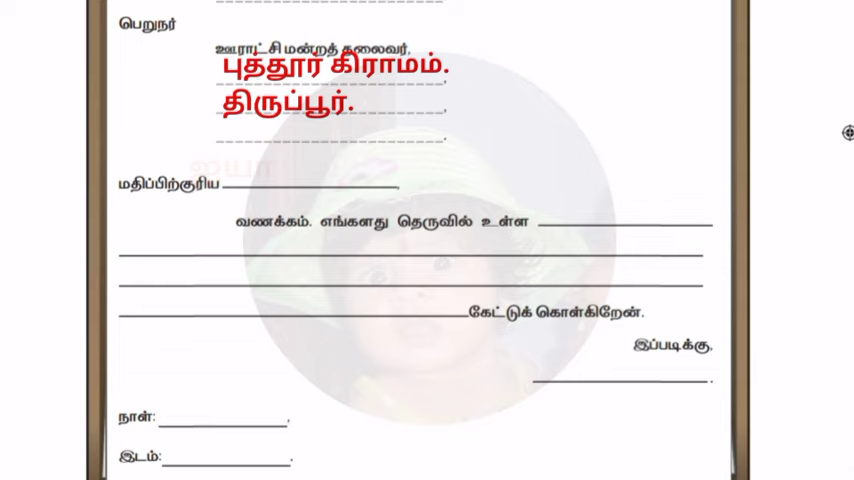 பெறுநர்
ஊராட்சி மன்றத் தலைவர்,
புத்தூர் கிராமம்.
திருப்பூர்.
மதிப்பிற்குரிய ,
வணக்கம். எங்களது தெருவில் உள்ள
கேட்டுக் கொள்கிறேன்.
இப்படிக்கு,
நாள்:
இடம்: